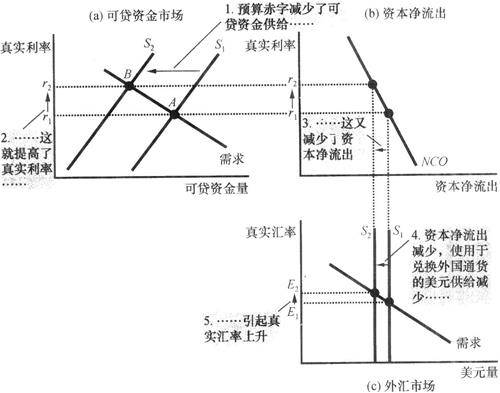 (a) 可贷资金市场
1. 预算赤字减少了可
贷资金供给……
真实利率
S₂
S₁
B
A
r₂
r₁
2. ……这
就提高了
真实利率
……
需求
可贷资金量
(b) 资本净流出
真实利率
r₂
r₁
3. ……这又
减少了资
本净流出
NCO
资本净流出
真实汇率
S₂
S₁
4. 资本净流出
减少，使用于
兑换外国通货
的美元供给减
少……
E₂
E₁
5. ……引起真
实汇率上升
需求
美元量
(c) 外汇市场